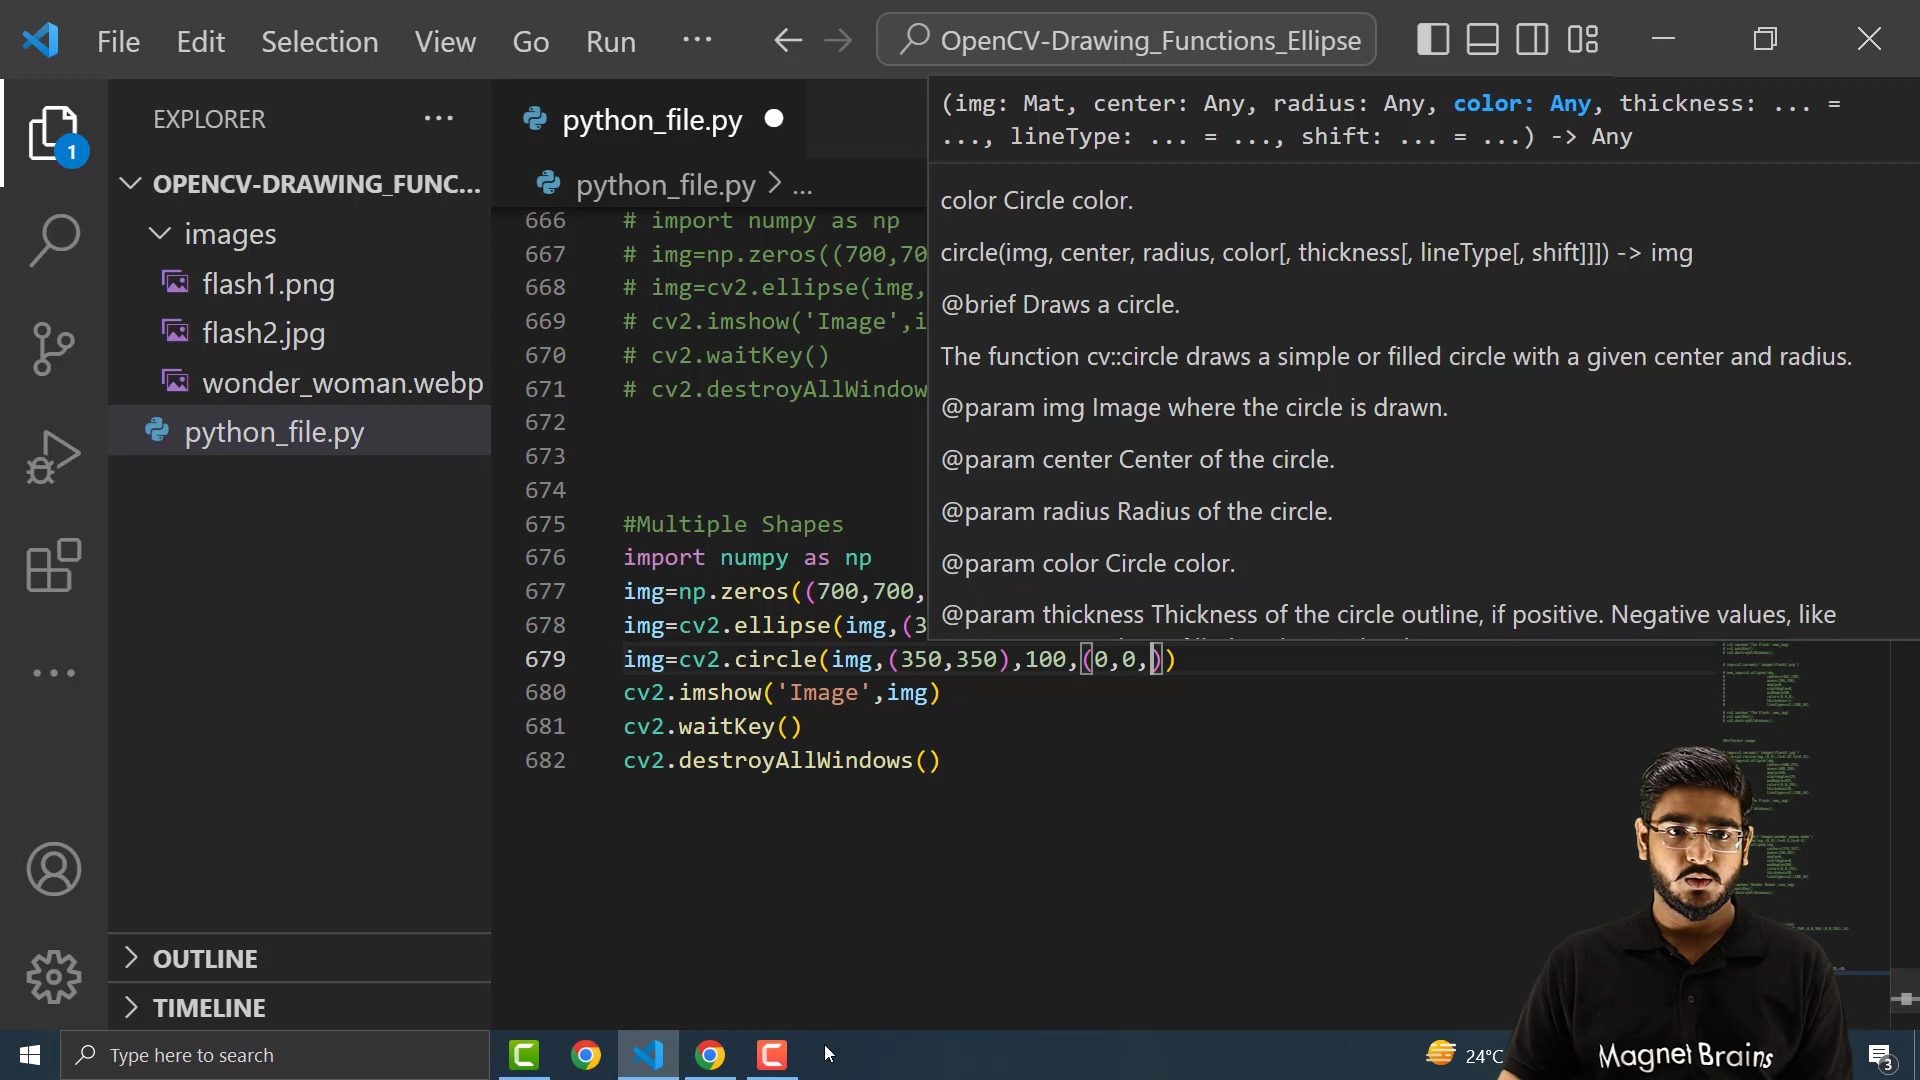 File Edit Selection View Go Run ...
OpenCV-Drawing_Functions_Ellipse
EXPLORER
1
OPENCV-DRAWING_FUNC...
images
flash1.png
flash2.jpg
wonder_woman.webp
python_file.py
OUTLINE
TIMELINE
python_file.py
python_file.py > ...
666 # import numpy as np
667 # img=np.zeros((700,70
668 # img=cv2.ellipse(img,
669 # cv2.imshow('Image',i
670 # cv2.waitKey()
671 # cv2.destroyAllWindow
672
673
674
675 #Multiple Shapes
676 import numpy as np
677 img=np.zeros((700,700,
678 img=cv2.ellipse(img,(3
679 img=cv2.circle(img,(350,350),100,(0,0,))
680 cv2.imshow('Image',img)
681 cv2.waitKey()
682 cv2.destroyAllWindows()
(img: Mat, center: Any, radius: Any, color: Any, thickness: ... =
..., lineType: ... = ..., shift: ... = ...) -> Any
color Circle color.
circle(img, center, radius, color[, thickness[, lineType[, shift]]]) -> img
@brief Draws a circle.
The function cv::circle draws a simple or filled circle with a given center and radius.
@param img Image where the circle is drawn.
@param center Center of the circle.
@param radius Radius of the circle.
@param color Circle color.
@param thickness Thickness of the circle outline, if positive. Negative values, like
Type here to search
24°C
Magnet Brains
3